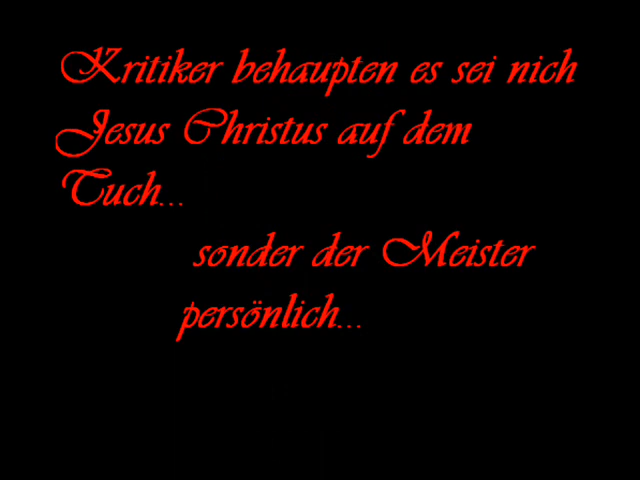 Kritiker behaupten es sei nich
Jesus Christus auf dem
Tuch...
sonder der Meister
persönlich...